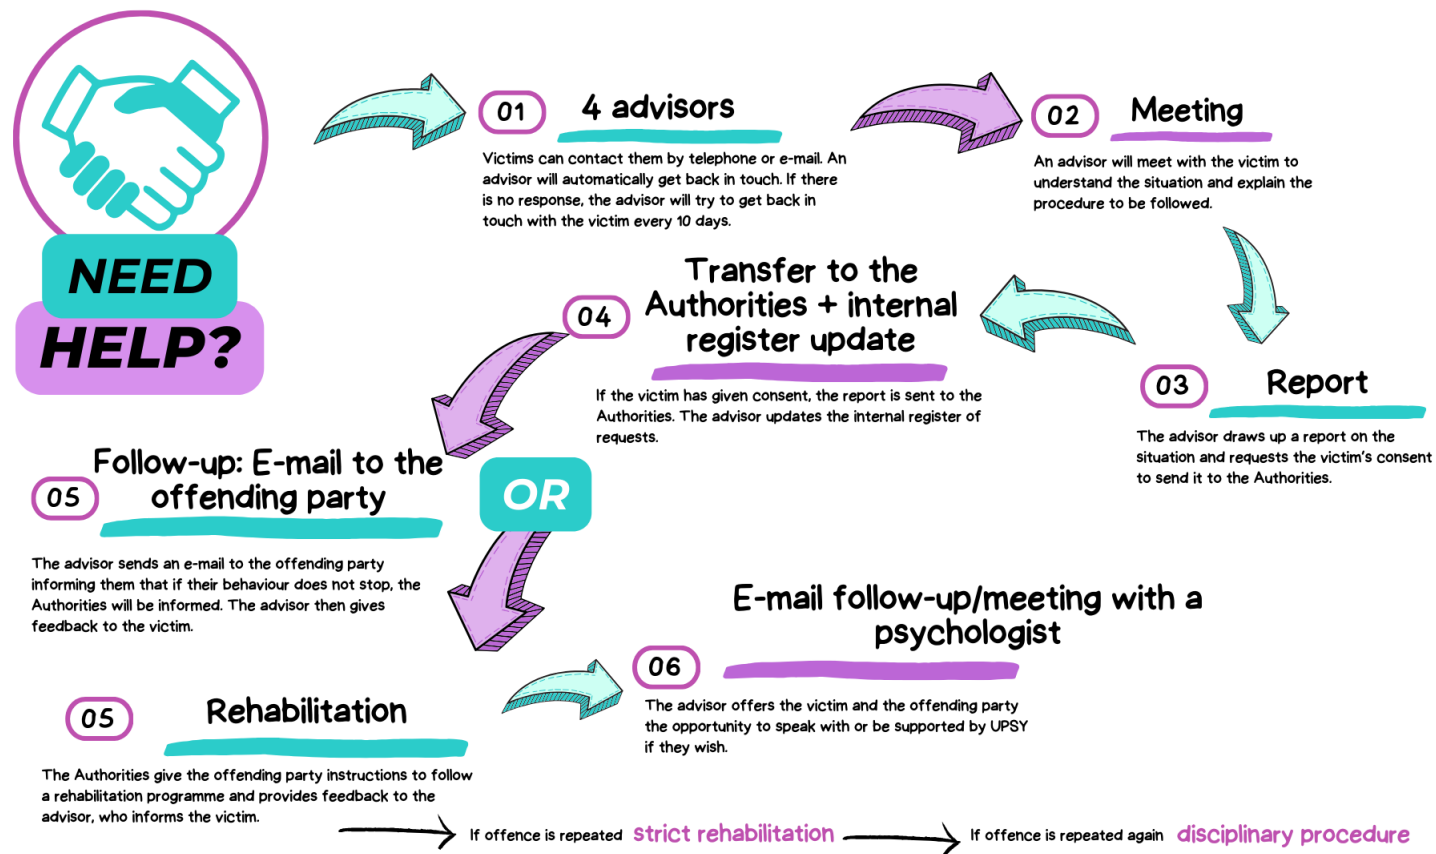 NEED
HELP?
01
4 advisors
Victims can contact them by telephone or e-mail. An
advisor will automatically get back in touch. If there
is no response, the advisor will try to get back in
touch with the victim every 10 days.
02
Meeting
An advisor will meet with the victim to
understand the situation and explain the
procedure to be followed.
03
Report
The advisor draws up a report on the
situation and requests the victim's consent
to send it to the Authorities.
04
Transfer to the
Authorities + internal
register update
If the victim has given consent, the report is sent to the
Authorities. The advisor updates the internal register of
requests.
05
Follow-up: E-mail to the
offending party
The advisor sends an e-mail to the offending party
informing them that if their behaviour does not stop, the
Authorities will be informed. The advisor then gives
feedback to the victim.
OR
05
Rehabilitation
The Authorities give the offending party instructions to follow
a rehabilitation programme and provides feedback to the
advisor, who informs the victim.
06
E-mail follow-up/meeting with a
psychologist
The advisor offers the victim and the offending party
the opportunity to speak with or be supported by UPSY
if they wish.
If offence is repeated strict rehabilitation
If offence is repeated again disciplinary procedure